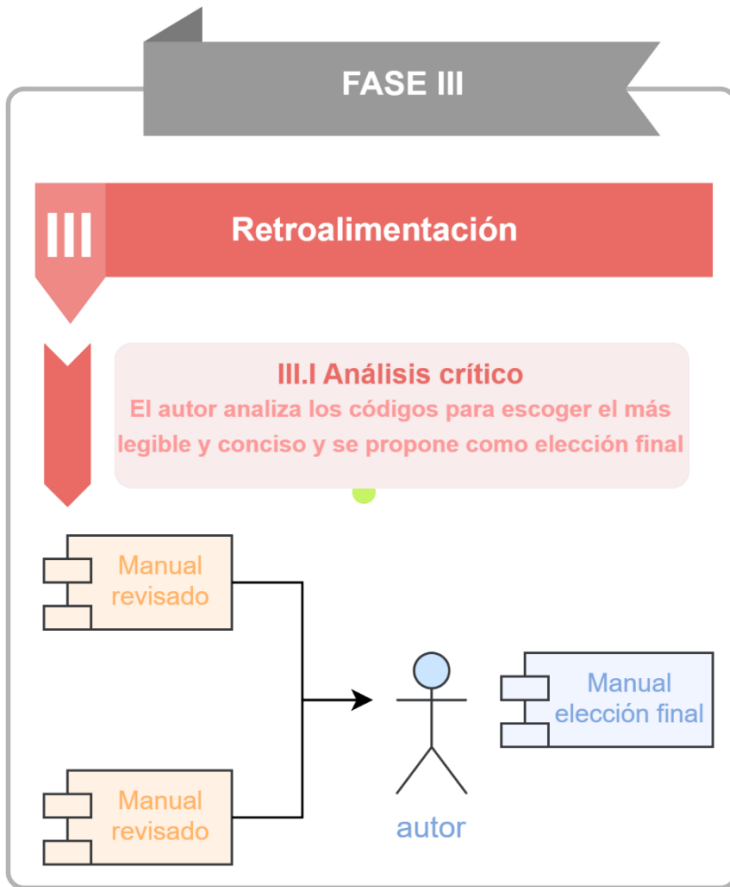 FASE III
III
Retroalimentación
III.I Análisis crítico
El autor analiza los códigos para escoger el más
legible y conciso y se propone como elección final
Manual
revisado
Manual
elección final
Manual
revisado
autor